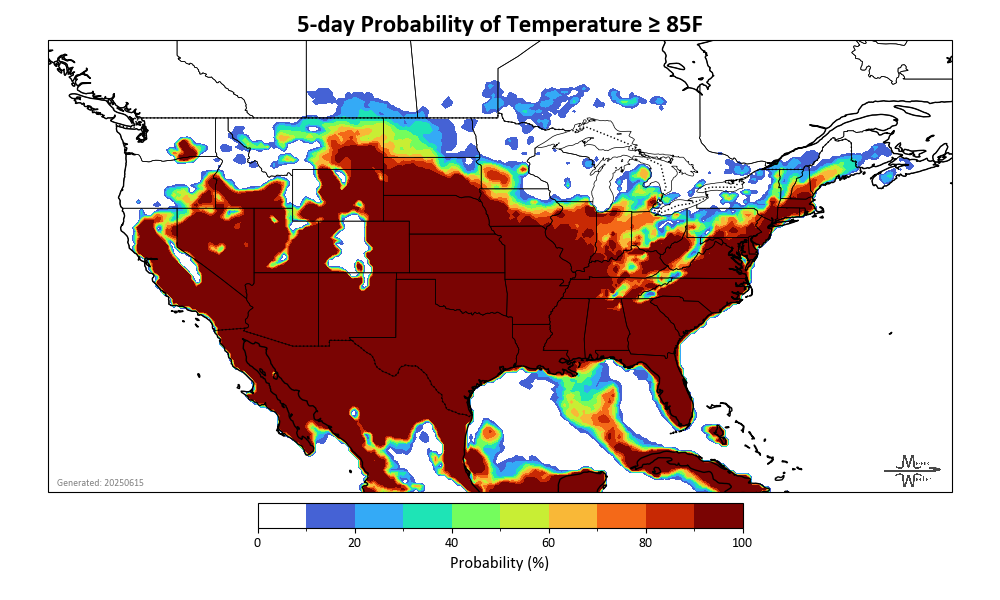 5-day Probability of Temperature ≥ 85F
Generated: 20250615
0 20 40 60 80 100
Probability (%)